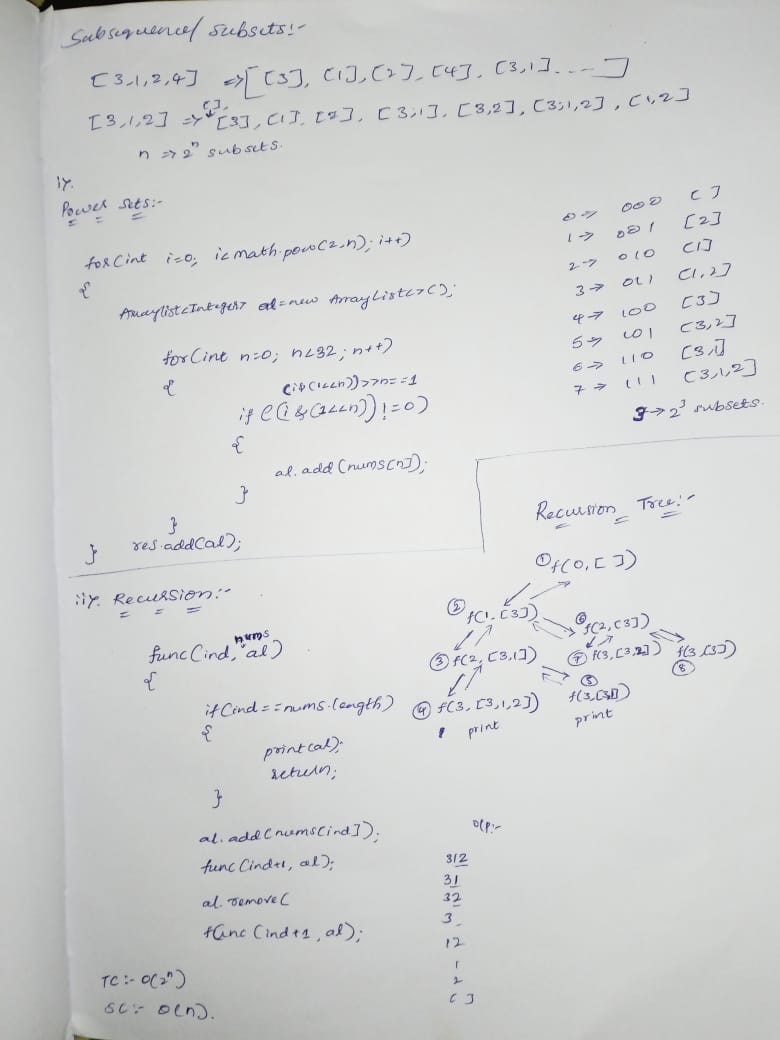 Subsequence/ Subsets:-
[3,1,2,4] => [[3], [1], [2], [4], [3,1]. ...]
[3,1,2] => [], [3], [1], [2], [3,1], [3,2], [3,1,2], [1,2]
n => 2ⁿ subsets.
i).
Power Sets:-
for(int i=0; i<math.pow(2,n); i++)
{
ArrayList<Integer> al=new ArrayList<>();
for(int n=0; n<32; n++)
{
(i&(1<<n))>>n==1
if((i&(1<<n))!=0)
{
al.add(nums[n]);
}
}
res.add(al);
}
0 -> 000 [ ]
1 -> 001 [2]
2 -> 010 [1]
3 -> 011 [1,2]
4 -> 100 [3]
5 -> 101 [3,2]
6 -> 110 [3,1]
7 -> 111 [3,1,2]
3 -> 2³ subsets.
ii). Recursion:-
func(ind, nums al)
{
if(ind==nums.length)
{
print(al);
return;
}
al.add(nums[ind]);
func(ind+1, al);
al.remove(
func(ind+1, al);
TC:- O(2ⁿ)
SC:- O(n).
Recursion Tree:-
① f(0,[ ])
② f(1,[3])
⑥ f(2,[3])
③ f(2,[3,1])
⑦ f(3,[3,2]) f(3,[3])
⑧
④ f(3,[3,1,2])
⑤
f(3,[3,1])
print
print
O/P:-
312
31
32
3
12
1
2
[ ]